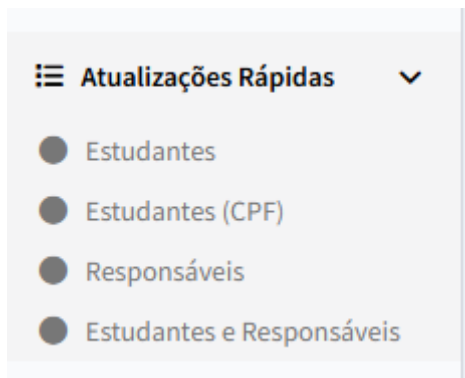 Atualizações Rápidas
Estudantes
Estudantes (CPF)
Responsáveis
Estudantes e Responsáveis